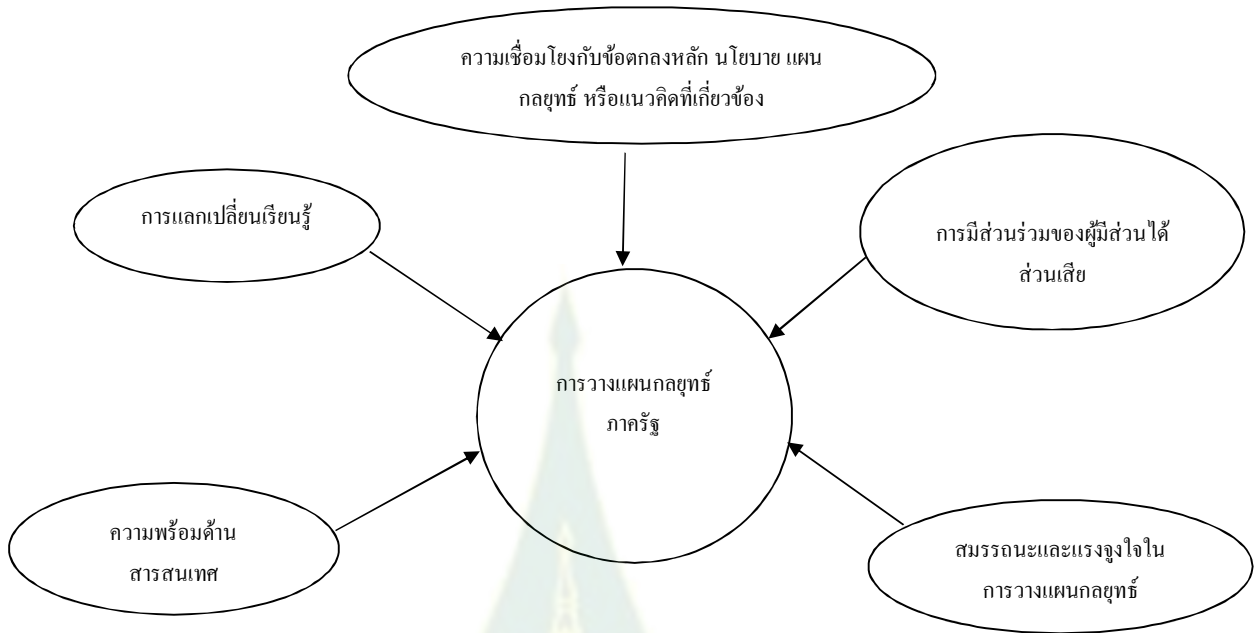 ความเชื่อมโยงกับข้อตกลงหลัก นโยบาย แผน
กลยุทธ์ หรือแนวคิดที่เกี่ยวข้อง
การแลกเปลี่ยนเรียนรู้
การมีส่วนร่วมของผู้มีส่วนได้
ส่วนเสีย
การวางแผนกลยุทธ์
ภาครัฐ
ความพร้อมด้าน
สารสนเทศ
สมรรถนะและแรงจูงใจใน
การวางแผนกลยุทธ์